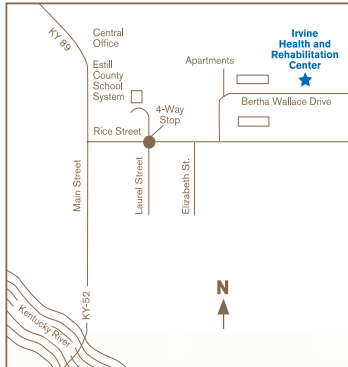 KY 89
Central
Office
Estill
County
School
System
4-Way
Stop
Rice Street
Apartments
Irvine
Health and
Rehabilitation
Center
Bertha Wallace Drive
Main Street
Laurel Street
Elizabeth St.
KY-52
Kentucky River
N